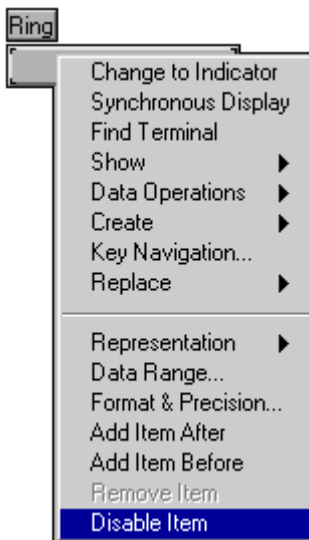 Ring
Change to Indicator
Synchronous Display
Find Terminal
Show
Data Operations
Create
Key Navigation...
Replace
Representation
Data Range...
Format & Precision...
Add Item After
Add Item Before
Remove Item
Disable Item